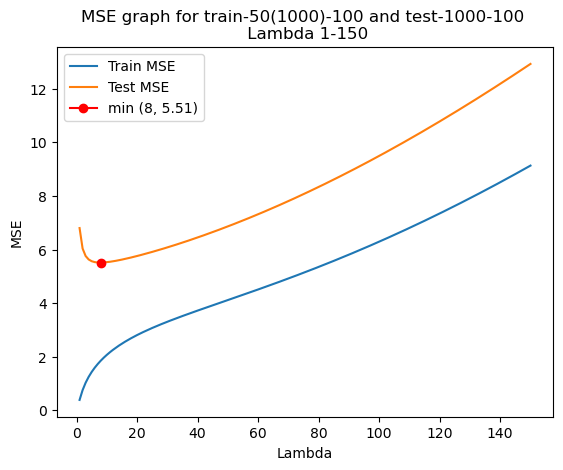 MSE graph for train-50(1000)-100 and test-1000-100
Lambda 1-150
Train MSE
Test MSE
min (8, 5.51)
MSE
12
10
8
6
4
2
0
0 20 40 60 80 100 120 140
Lambda